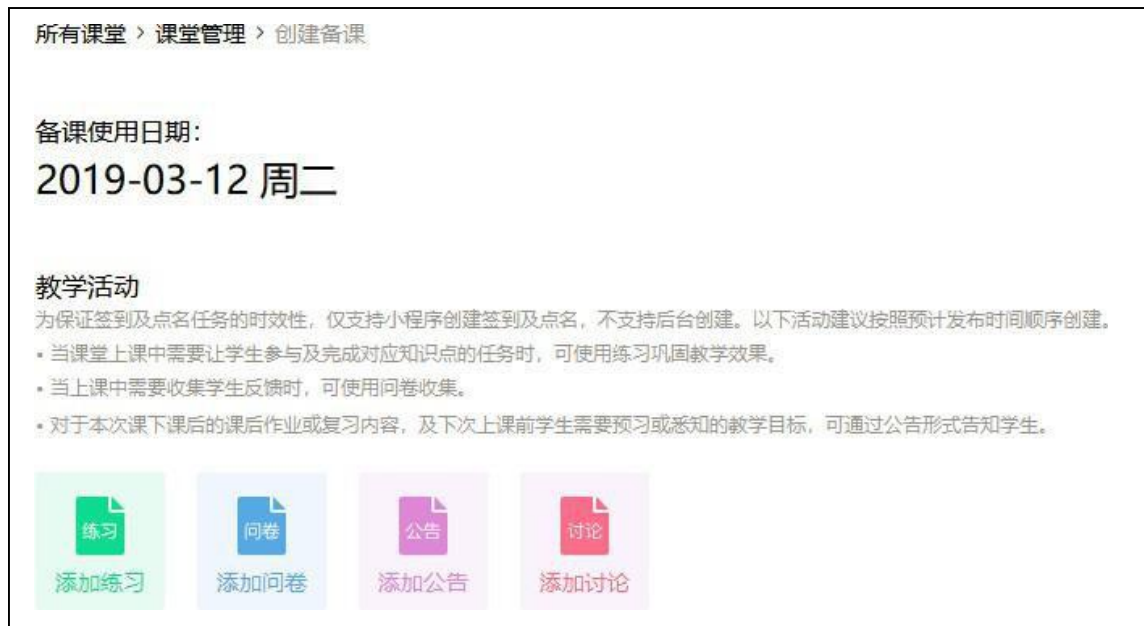 所有课堂 > 课堂管理 > 创建备课
备课使用日期：
2019-03-12 周二
教学活动
为保证签到及点名任务的时效性，仅支持小程序创建签到及点名，不支持后台创建。以下活动建议按照预计发布时间顺序创建。
• 当课堂上课中需要让学生参与及完成对应知识点的任务时，可使用练习巩固教学效果。
• 当上课中需要收集学生反馈时，可使用问卷收集。
• 对于本次课下课后的课后作业或复习内容，及下次上课前学生需要预习或悉知的教学目标，可通过公告形式告知学生。
练习 问卷 公告 讨论
添加练习 添加问卷 添加公告 添加讨论